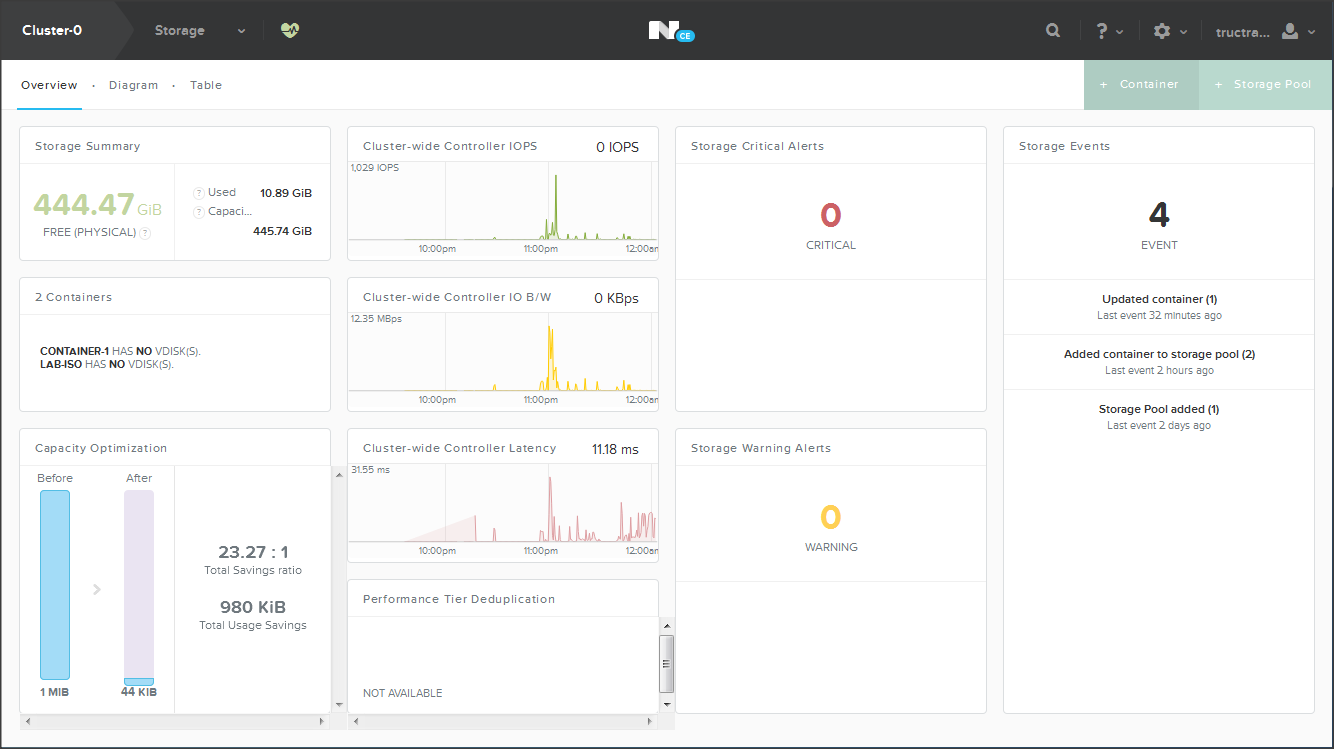 Cluster-0
Storage
N CE
?
tructra...
Overview · Diagram · Table
+ Container
+ Storage Pool
Storage Summary
444.47 GiB
FREE (PHYSICAL) ?
? Used 10.89 GiB
? Capaci...
445.74 GiB
2 Containers
CONTAINER-1 HAS NO VDISK(S).
LAB-ISO HAS NO VDISK(S).
Capacity Optimization
Before
After
1 MIB
44 KIB
23.27 : 1
Total Savings ratio
980 KiB
Total Usage Savings
Cluster-wide Controller IOPS 0 IOPS
1,029 IOPS
10:00pm 11:00pm 12:00am
Cluster-wide Controller IO B/W 0 KBps
12.35 MBps
10:00pm 11:00pm 12:00am
Cluster-wide Controller Latency 11.18 ms
31.55 ms
10:00pm 11:00pm 12:00am
Performance Tier Deduplication
NOT AVAILABLE
Storage Critical Alerts
0
CRITICAL
Storage Warning Alerts
0
WARNING
Storage Events
4
EVENT
Updated container (1)
Last event 32 minutes ago
Added container to storage pool (2)
Last event 2 hours ago
Storage Pool added (1)
Last event 2 days ago